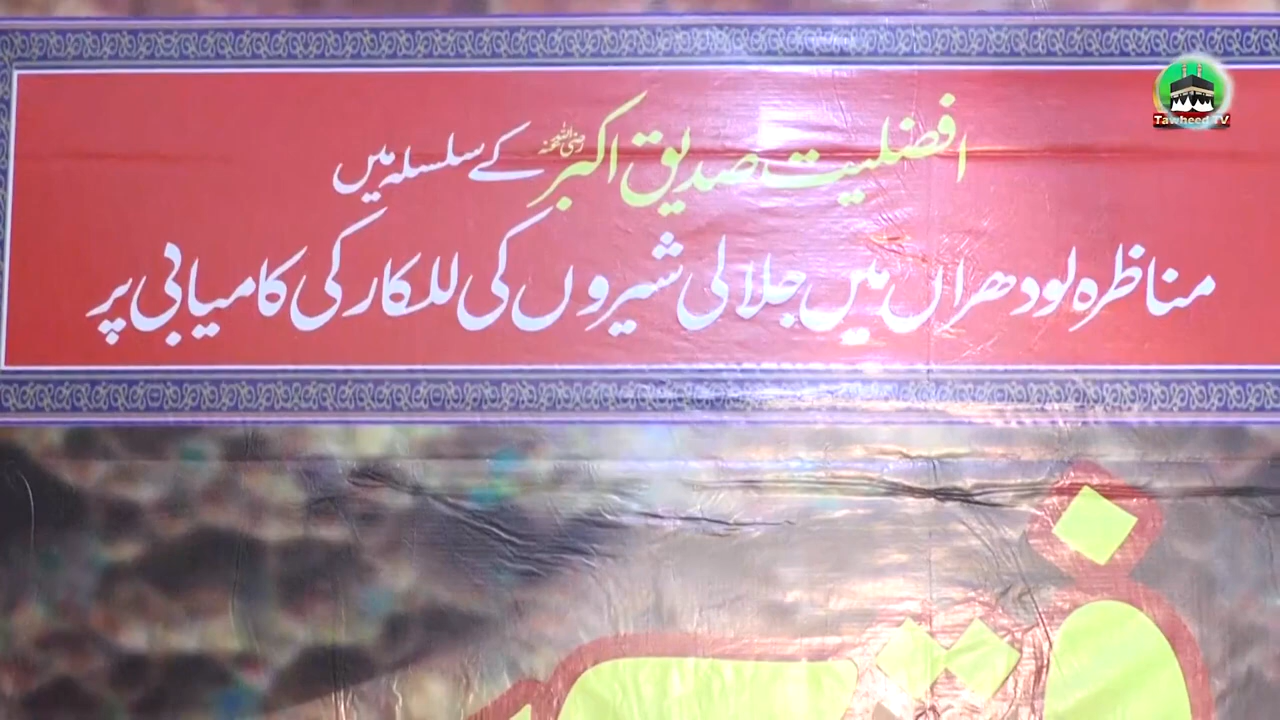 Tawheed TV
افضلیت صدیق اکبر رضی اللہ عنہ کے سلسلہ میں
مناظرہ لودھراں میں جلالی شیروں کی للکار کی کامیابی پر